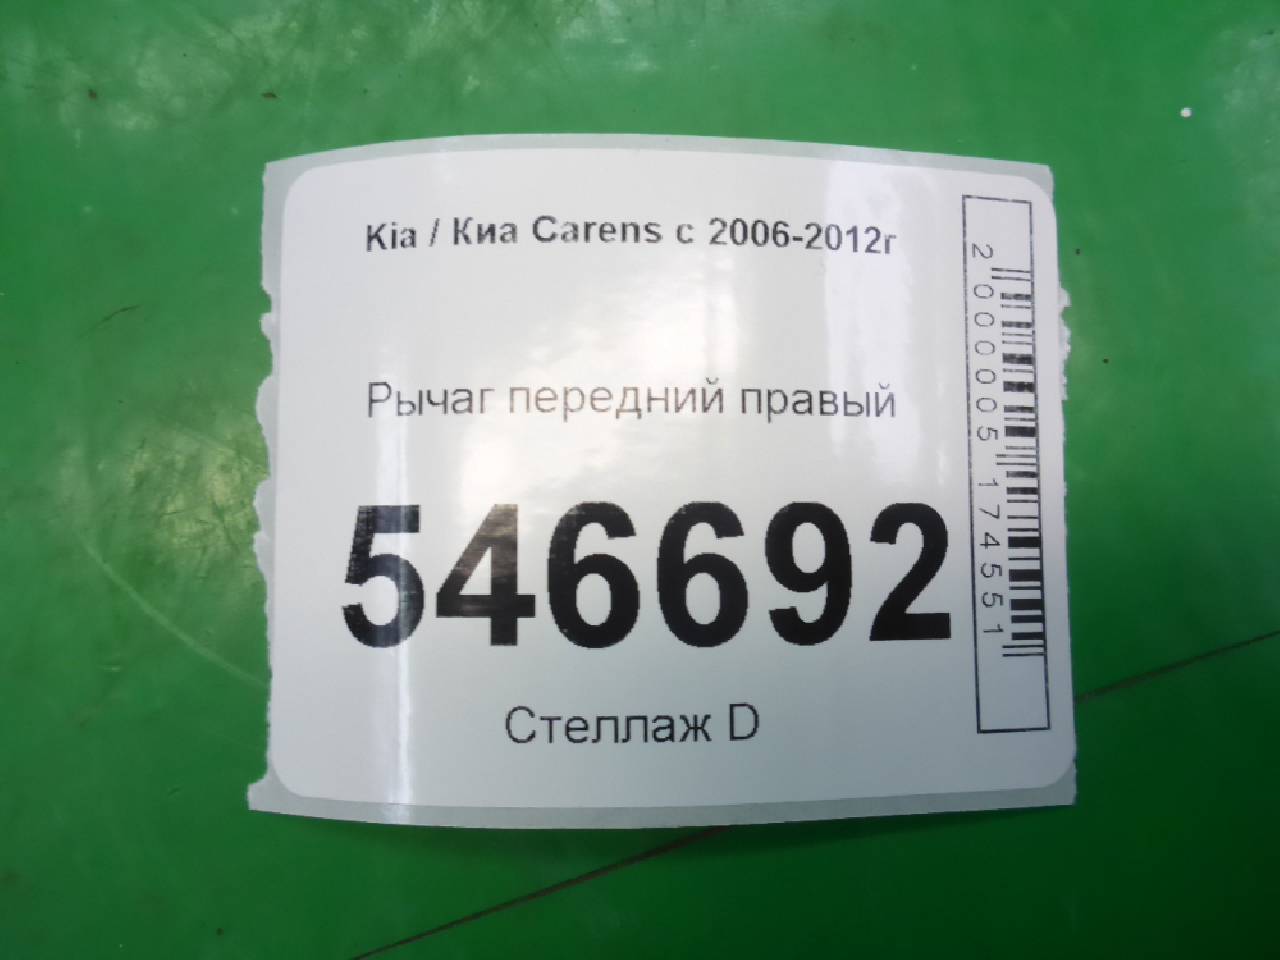 Kia / Киа Carens с 2006-2012г
Рычаг передний правый
546692
Стеллаж D
2000005174551